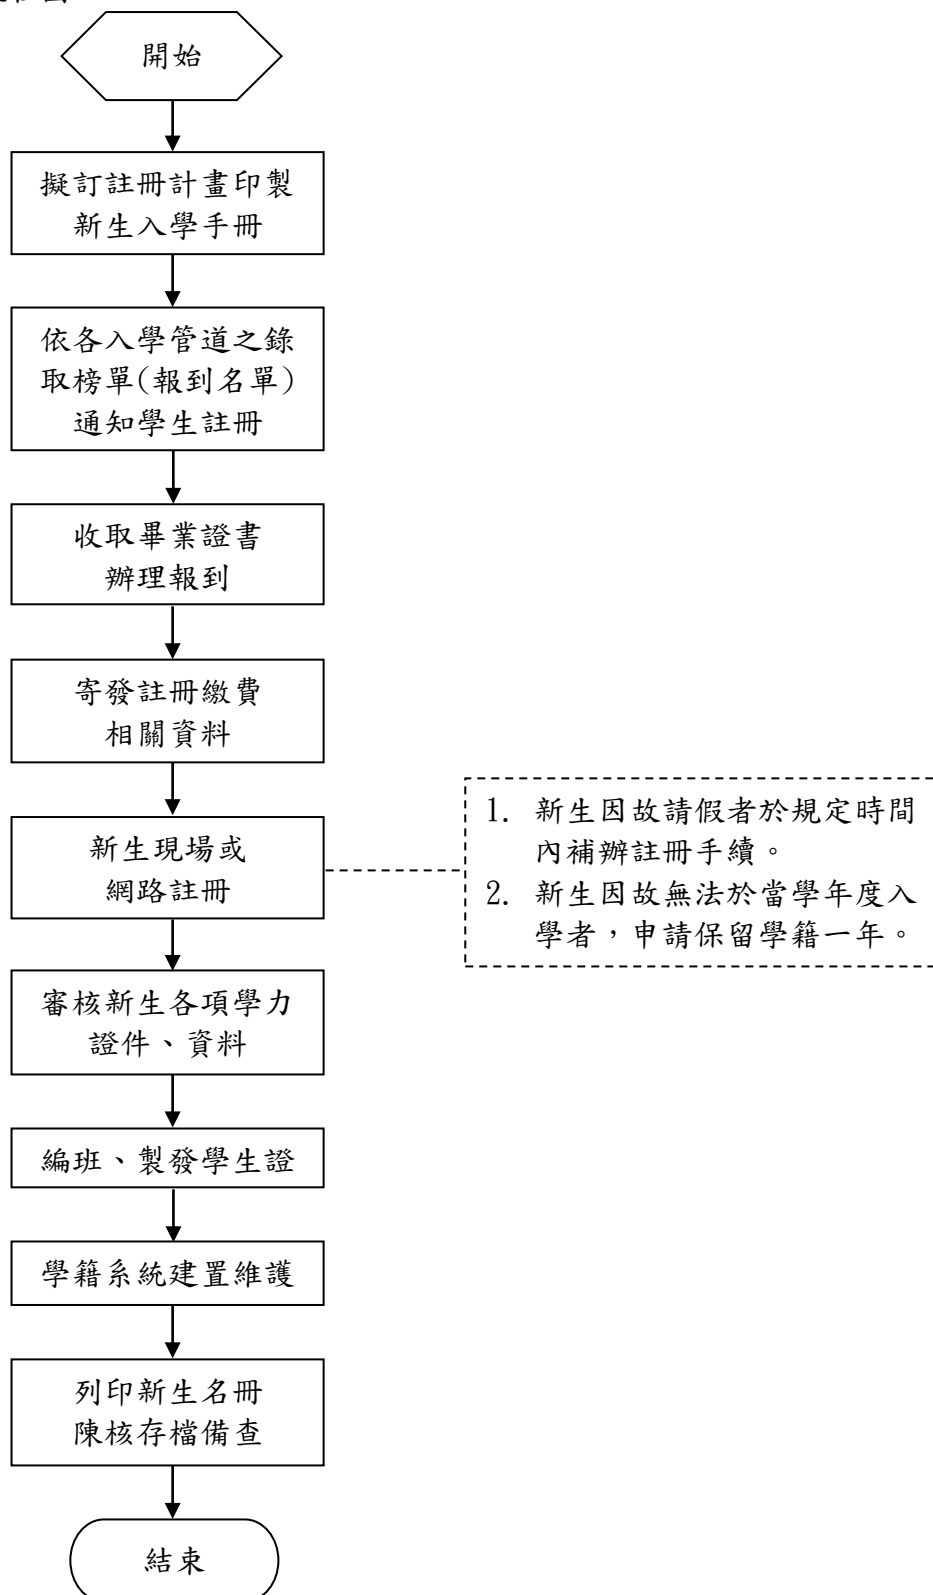 開始
擬訂註冊計畫印製
新生入學手冊
依各入學管道之錄
取榜單(報到名單)
通知學生註冊
收取畢業證書
辦理報到
寄發註冊繳費
相關資料
新生現場或
網路註冊
1. 新生因故請假者於規定時間
內補辦註冊手續。
2. 新生因故無法於當學年度入
學者，申請保留學籍一年。
審核新生各項學力
證件、資料
編班、製發學生證
學籍系統建置維護
列印新生名冊
陳核存檔備查
結束